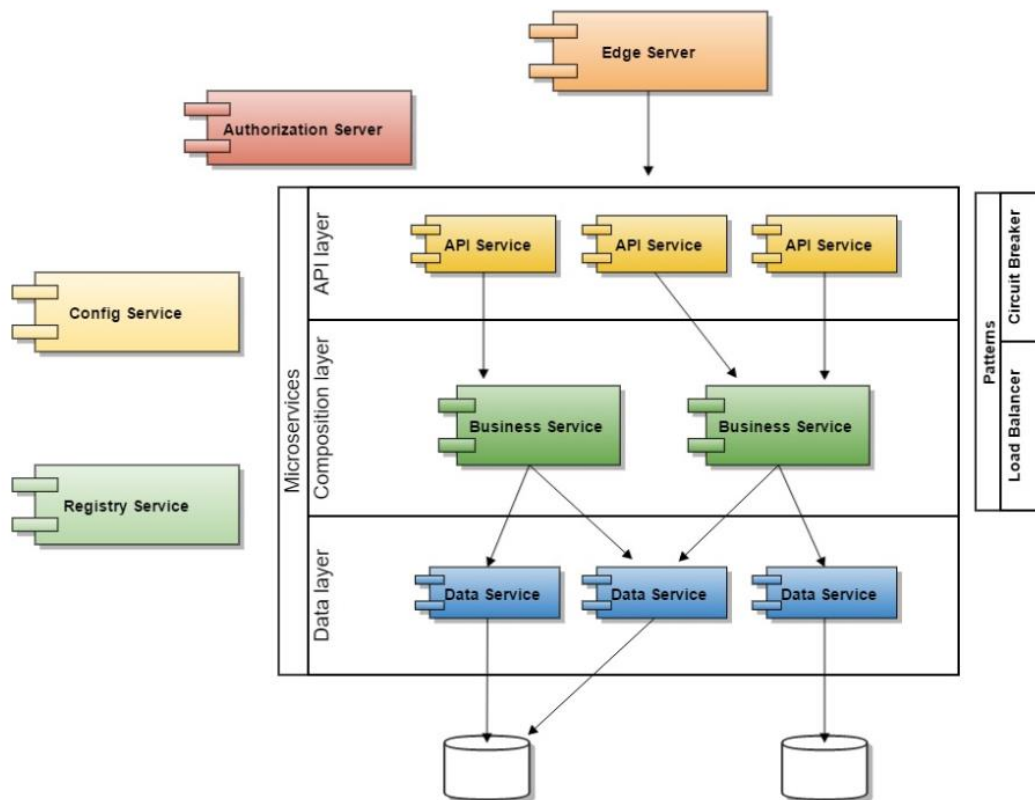 Edge Server
Authorization Server
Microservices
API layer
API Service
API Service
API Service
Patterns
Circuit Breaker
Load Balancer
Config Service
Composition layer
Business Service
Business Service
Registry Service
Data layer
Data Service
Data Service
Data Service